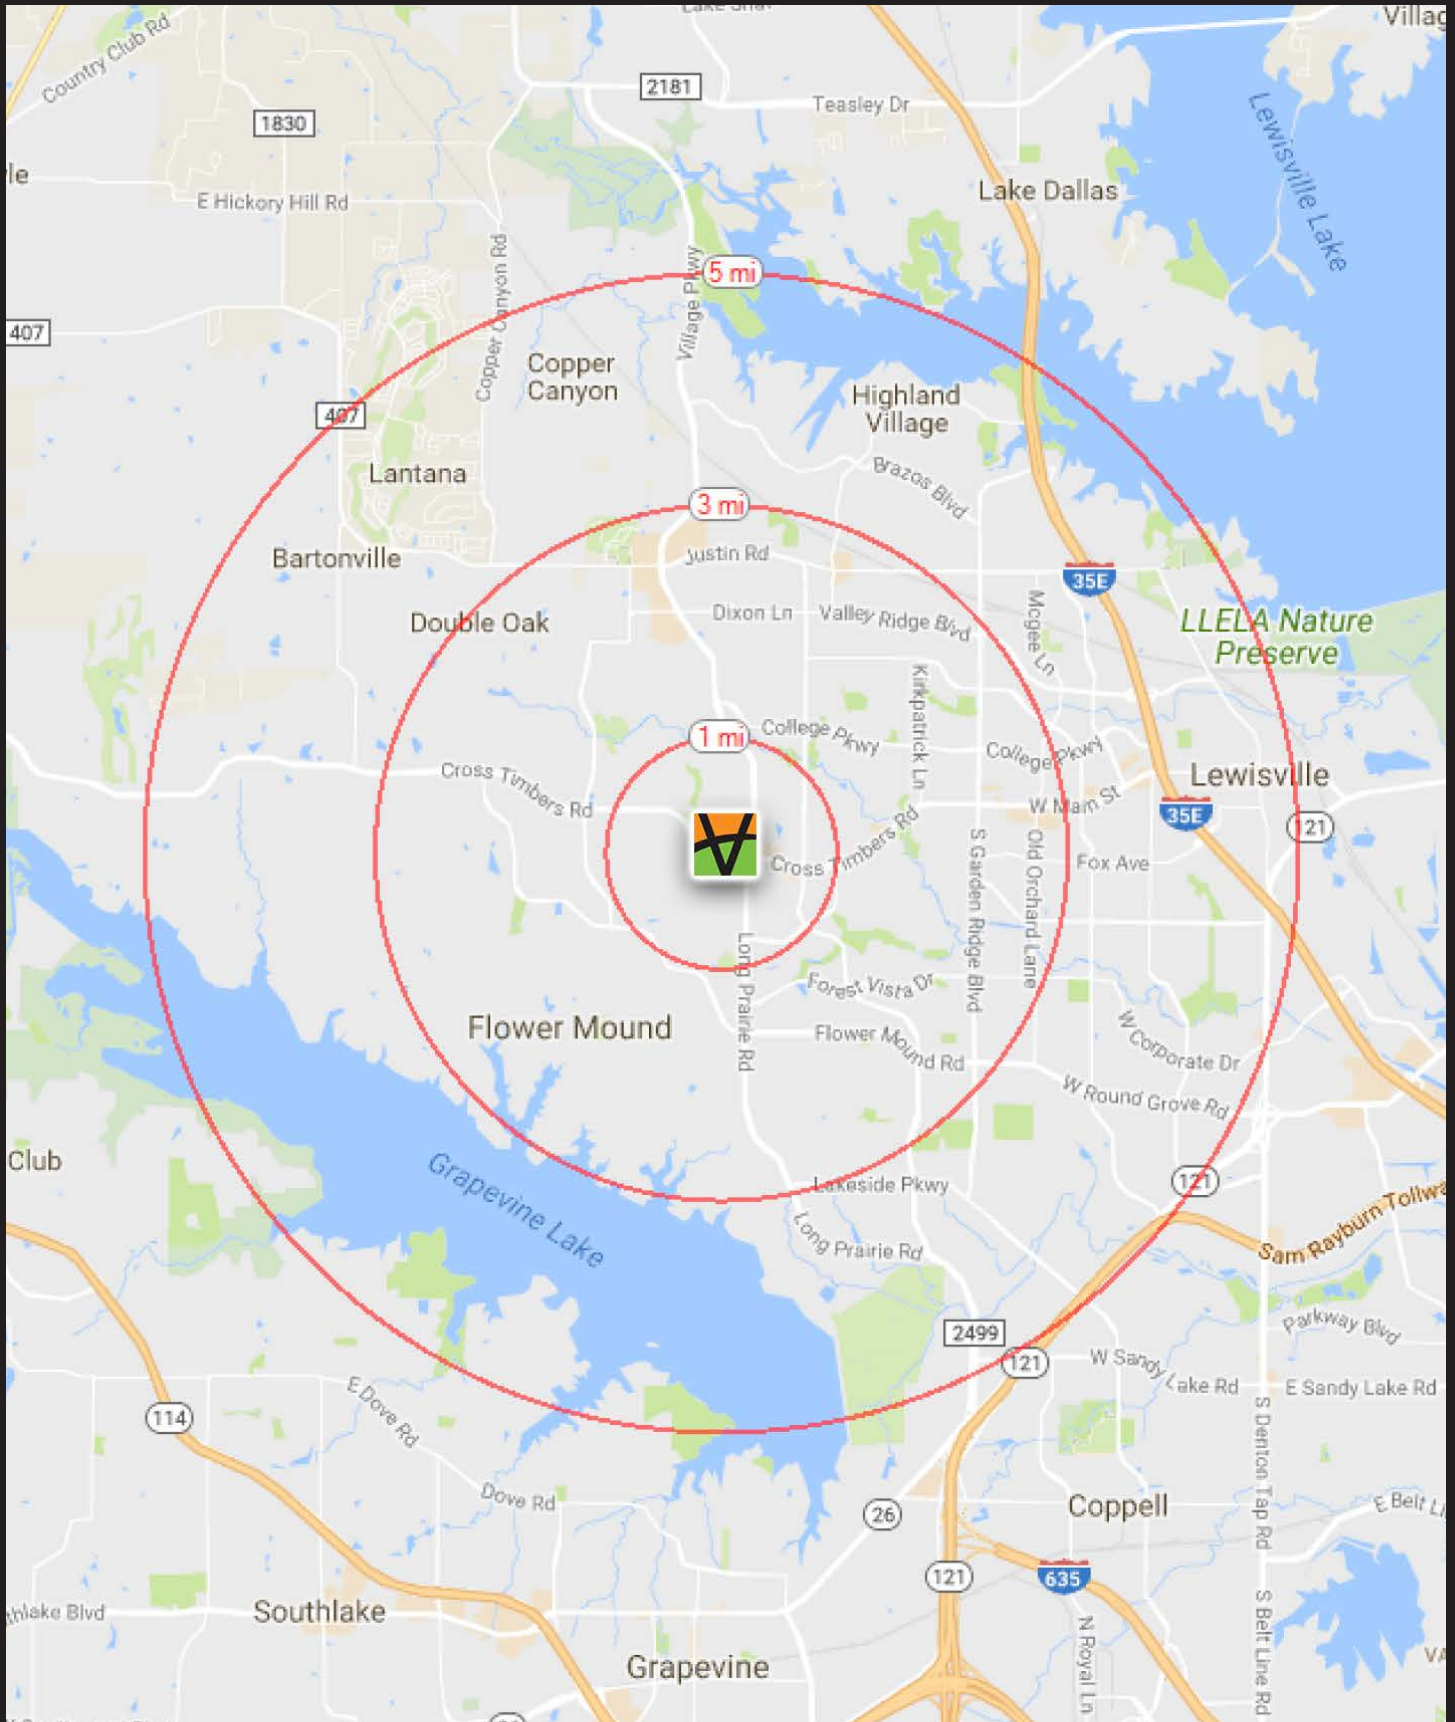 Country Club Rd
Villag
2181
Teasley Dr
1830
Lewisville Lake
le
E Hickory Hill Rd
Lake Dallas
Copper Canyon Rd
Village Pkwy
5 mi
407
Copper
Canyon
Highland
Village
407
Lantana
Brazos Blvd
3 mi
Justin Rd
Bartonville
35E
Mcgee Ln
Double Oak
Dixon Ln
Valley Ridge Blvd
LLELA Nature
Preserve
Kirkpatrick Ln
1 mi
College Pkwy
College Pkwy
Cross Timbers Rd
Lewisville
W Main St
35E
121
Cross Timbers Rd
S Garden Ridge Blvd
Old Orchard Lane
Fox Ave
Long Prairie Rd
Forest Vista Dr
Flower Mound
Flower Mound Rd
W Corporate Dr
W Round Grove Rd
Club
Grapevine Lake
Lakeside Pkwy
121
Long Prairie Rd
Sam Rayburn Tollwa
2499
Parkway Blvd
121
W Sandy Lake Rd
E Sandy Lake Rd
E Dove Rd
114
S Denton Tap Rd
Dove Rd
Coppell
26
E Belt Li
121
635
thlake Blvd
Southlake
S Belt Line Rd
N Royal Ln
Grapevine
VA